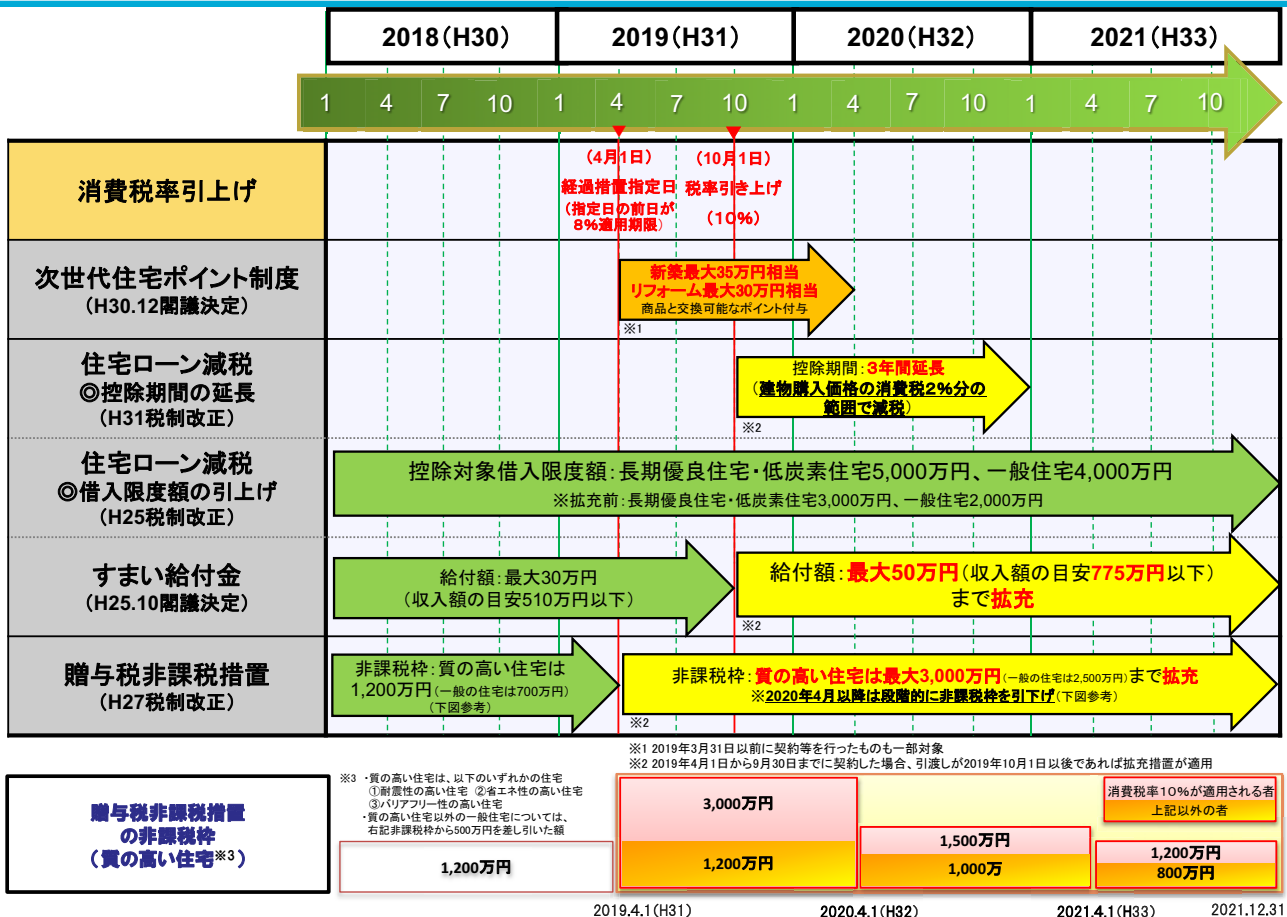 2018(H30)
2019(H31)
2020(H32)
2021(H33)
1 4 7 10 1 4 7 10 1 4 7 10 1 4 7 10
消費税率引上げ
(4月1日)
経過措置指定日
(指定日の前日が
8%適用期限)
(10月1日)
税率引き上げ
(10%)
次世代住宅ポイント制度
(H30.12閣議決定)
新築最大35万円相当
リフォーム最大30万円相当
商品と交換可能なポイント付与
※1
住宅ローン減税
◎控除期間の延長
(H31税制改正)
控除期間:3年間延長
(建物購入価格の消費税2%分の
範囲で減税)
※2
住宅ローン減税
◎借入限度額の引上げ
(H25税制改正)
控除対象借入限度額:長期優良住宅・低炭素住宅5,000万円、一般住宅4,000万円
※拡充前:長期優良住宅・低炭素住宅3,000万円、一般住宅2,000万円
すまい給付金
(H25.10閣議決定)
給付額:最大30万円
(収入額の目安510万円以下)
給付額:最大50万円(収入額の目安775万円以下)
まで拡充
※2
贈与税非課税措置
(H27税制改正)
非課税枠:質の高い住宅は
1,200万円(一般の住宅は700万円)
(下図参考)
非課税枠:質の高い住宅は最大3,000万円(一般の住宅は2,500万円)まで拡充
※2020年4月以降は段階的に非課税枠を引下げ(下図参考)
※2
※1 2019年3月31日以前に契約等を行ったものも一部対象
※2 2019年4月1日から9月30日までに契約した場合、引渡しが2019年10月1日以後であれば拡充措置が適用
贈与税非課税措置
の非課税枠
(質の高い住宅※3)
※3 ・質の高い住宅は、以下のいずれかの住宅
①耐震性の高い住宅 ②省エネ性の高い住宅
③バリアフリー性の高い住宅
・質の高い住宅以外の一般住宅については、
右記非課税枠から500万円を差し引いた額
1,200万円
3,000万円
1,200万円
1,500万円
1,000万
消費税率10%が適用される者
上記以外の者
1,200万円
800万円
2019.4.1(H31)
2020.4.1(H32)
2021.4.1(H33)
2021.12.31